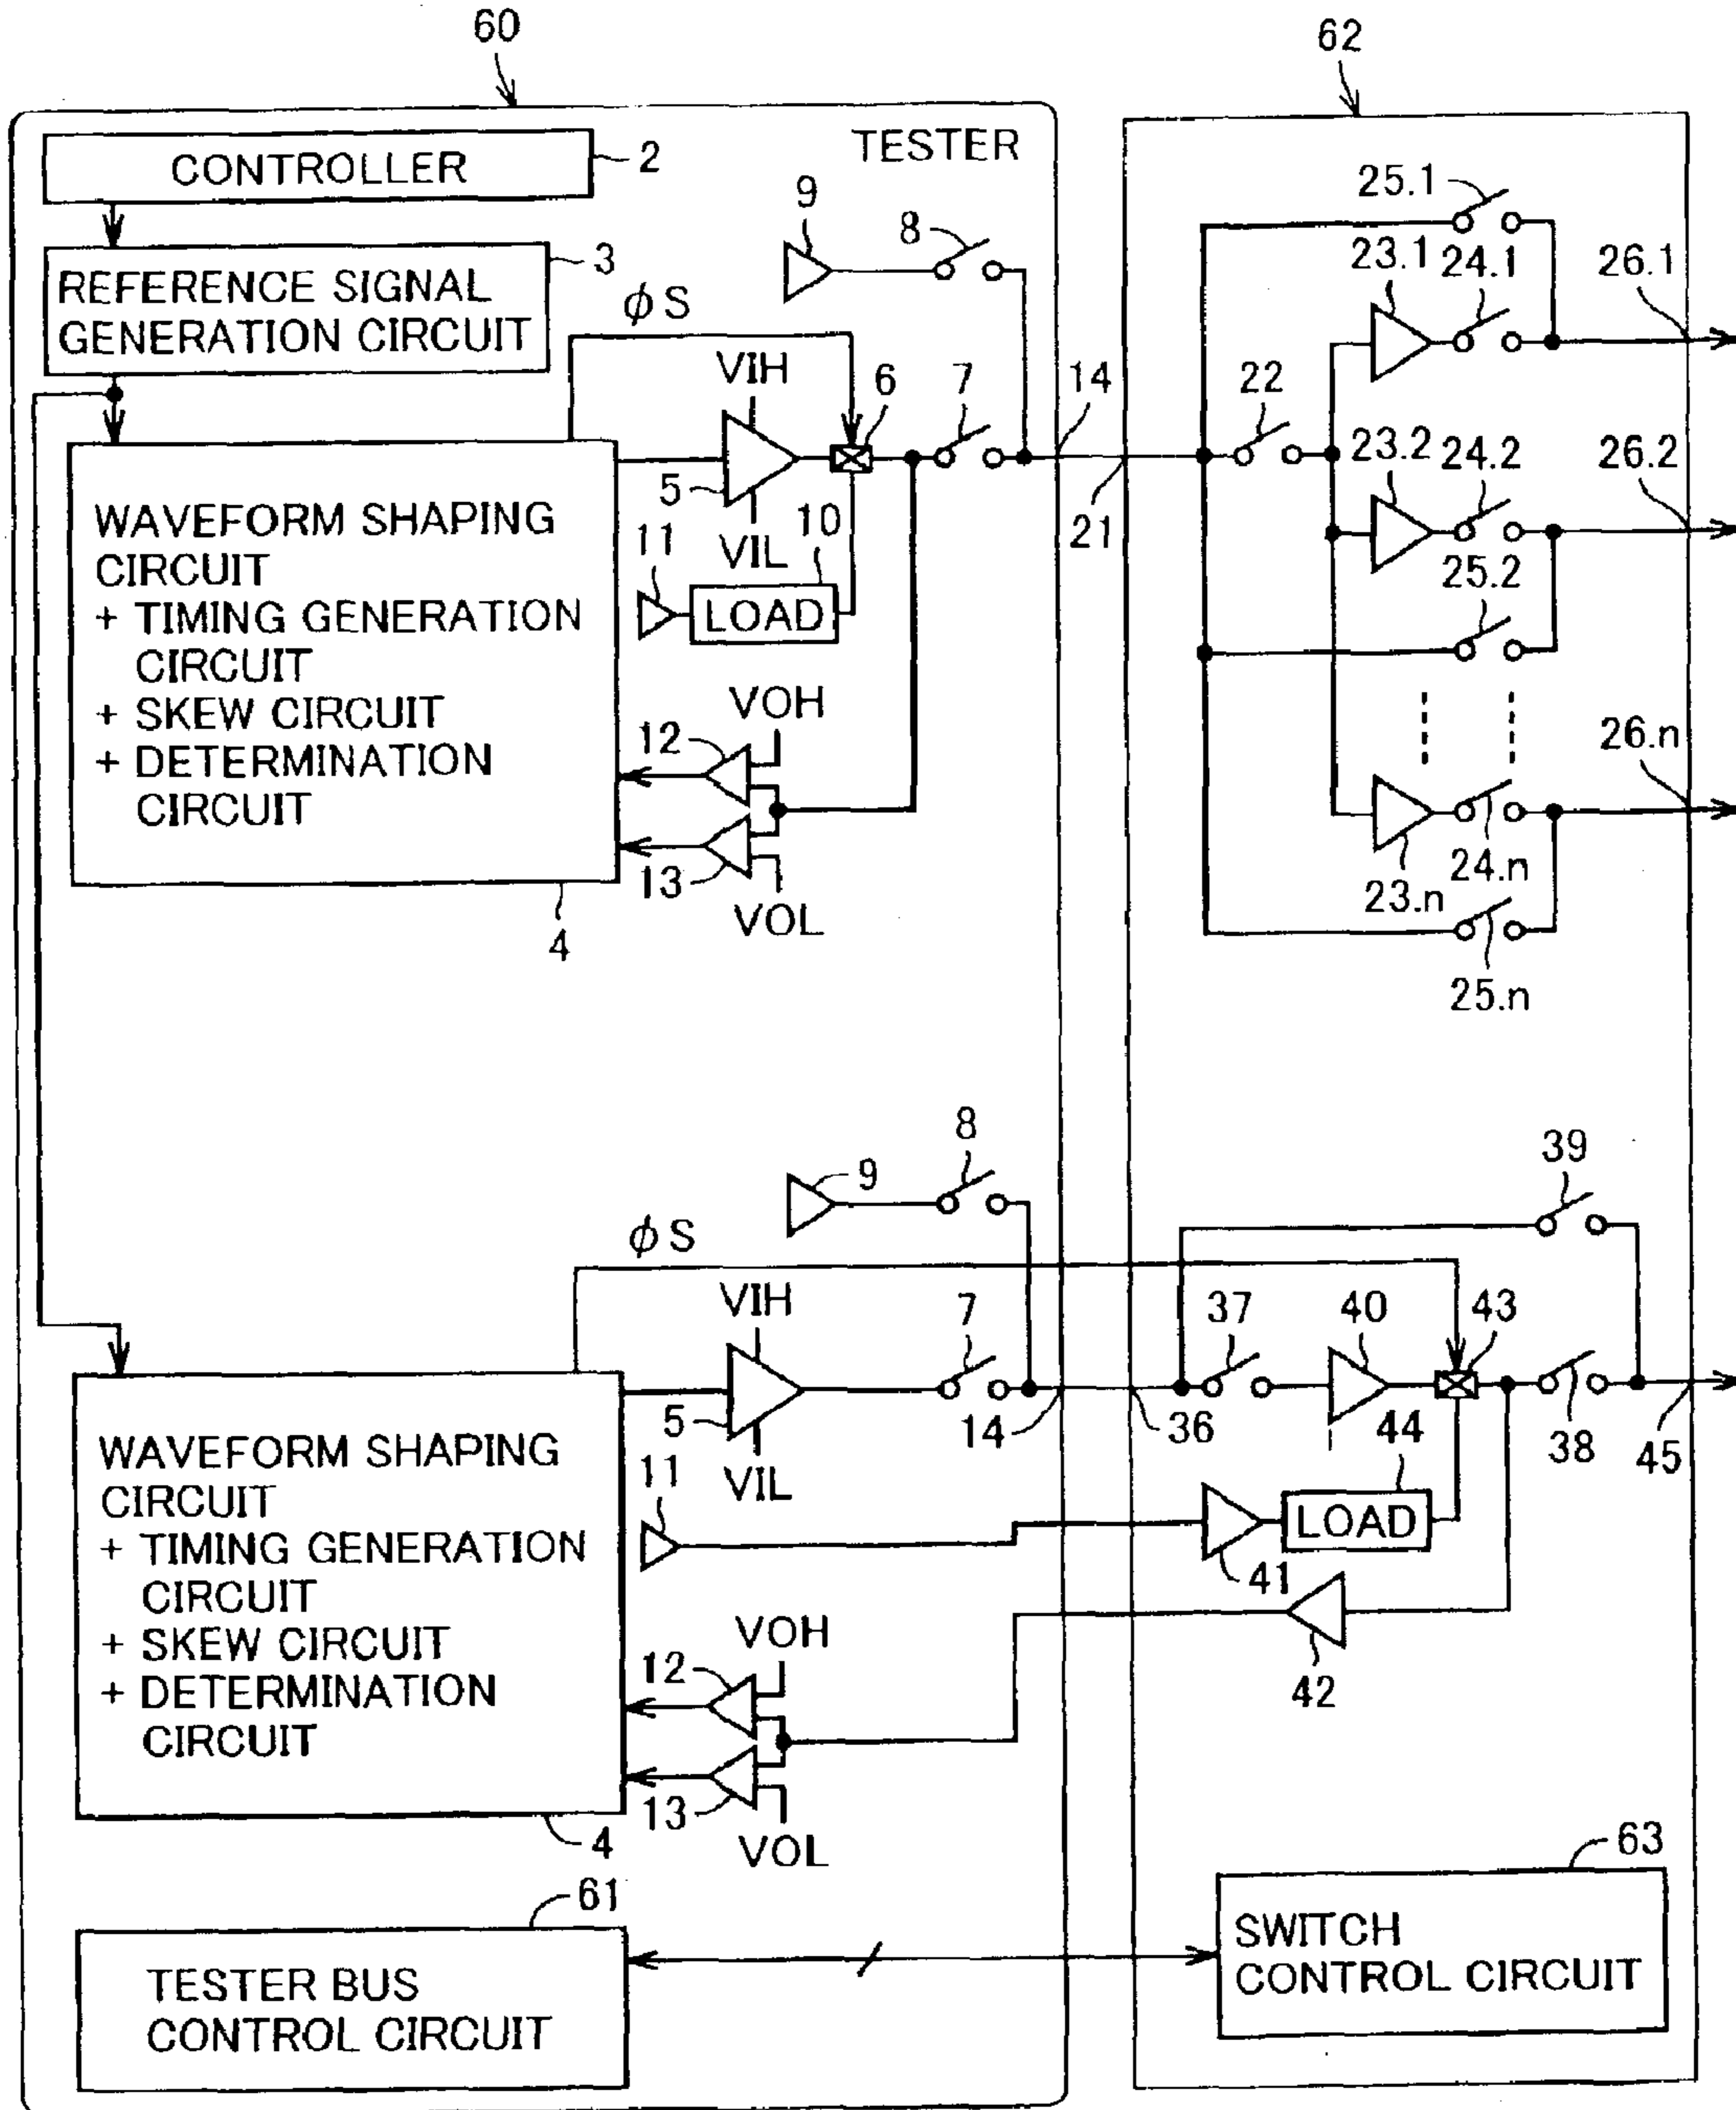 60
62
TESTER
CONTROLLER
2
REFERENCE SIGNAL
GENERATION CIRCUIT
3
9
8
25.1
23.1
24.1
26.1
ϕS
VIH
6
7
14
22
23.2
24.2
26.2
5
VIL
11
10
LOAD
21
25.2
WAVEFORM SHAPING
CIRCUIT
+ TIMING GENERATION
CIRCUIT
+ SKEW CIRCUIT
+ DETERMINATION
CIRCUIT
4
12
VOH
13
VOL
26.n
23.n
24.n
25.n
9
8
39
ϕS
VIH
7
37
40
43
5
VIL
14
36
44
38
45
11
LOAD
41
42
WAVEFORM SHAPING
CIRCUIT
+ TIMING GENERATION
CIRCUIT
+ SKEW CIRCUIT
+ DETERMINATION
CIRCUIT
4
12
VOH
13
VOL
61
TESTER BUS
CONTROL CIRCUIT
63
SWITCH
CONTROL CIRCUIT